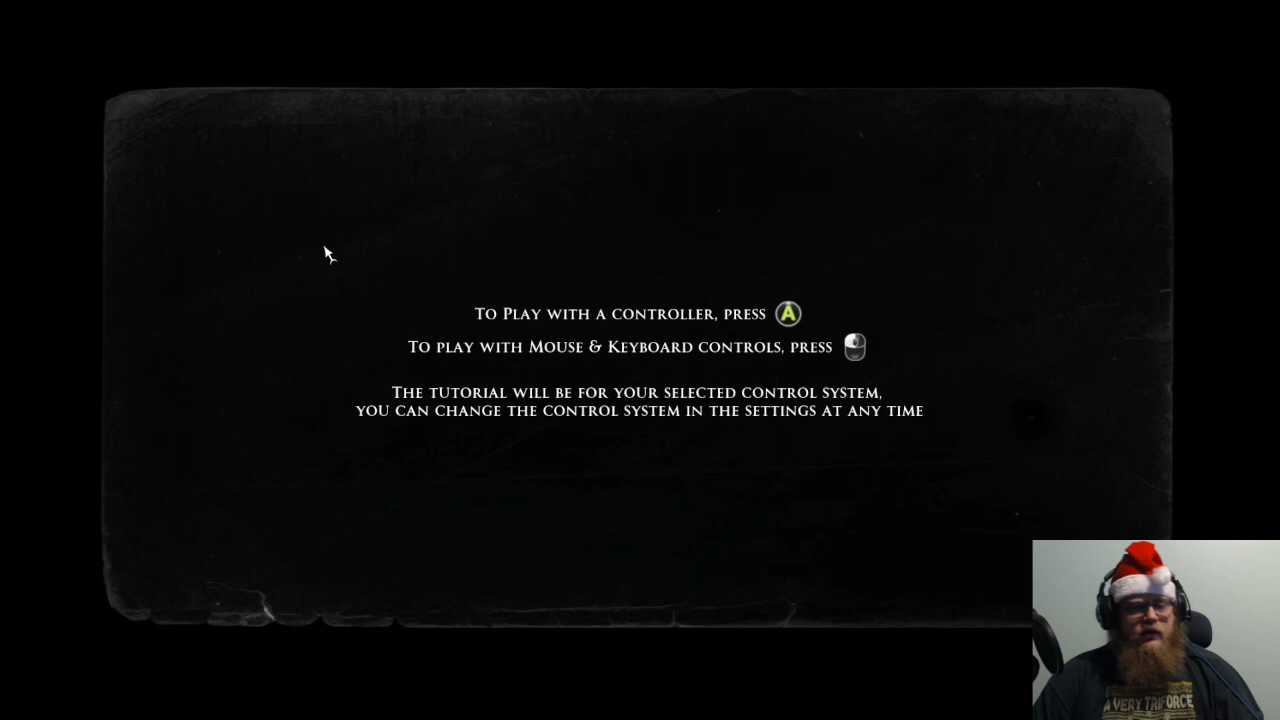 To Play with a controller, press A
To play with Mouse & Keyboard controls, press
The tutorial will be for your selected control system,
you can change the control system in the settings at any time
A VERY TRIFORCE